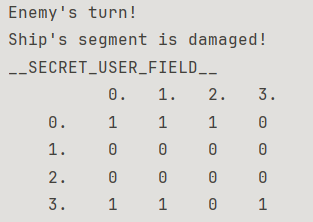 Enemy's turn!
Ship's segment is damaged!
__SECRET_USER_FIELD__
0. 1. 2. 3.
0. 1 1 1 0
1. 0 0 0 0
2. 0 0 0 0
3. 1 1 0 1